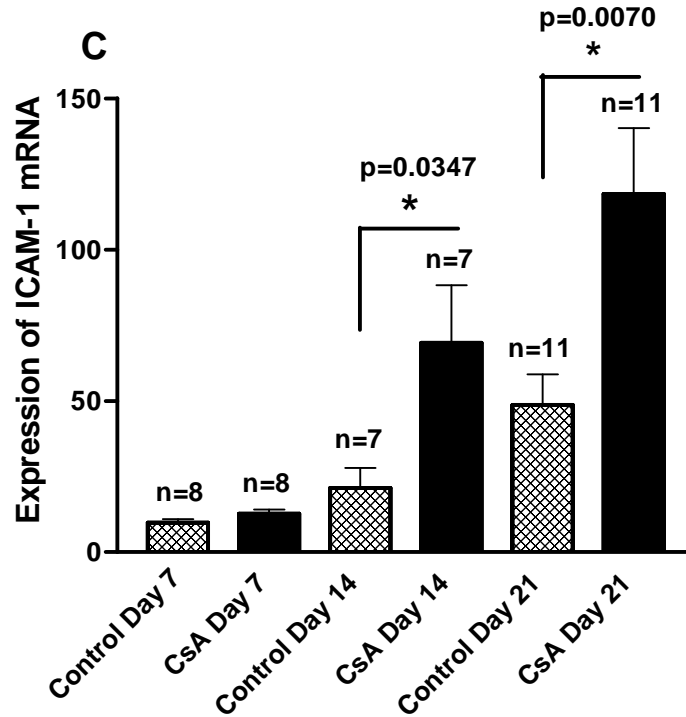 C
p=0.0070
*
n=11
p=0.0347
*
n=7
n=11
n=7
n=8
n=8
Expression of ICAM-1 mRNA
150
100
50
0
Control Day 7
CsA Day 7
Control Day 14
CsA Day 14
Control Day 21
CsA Day 21